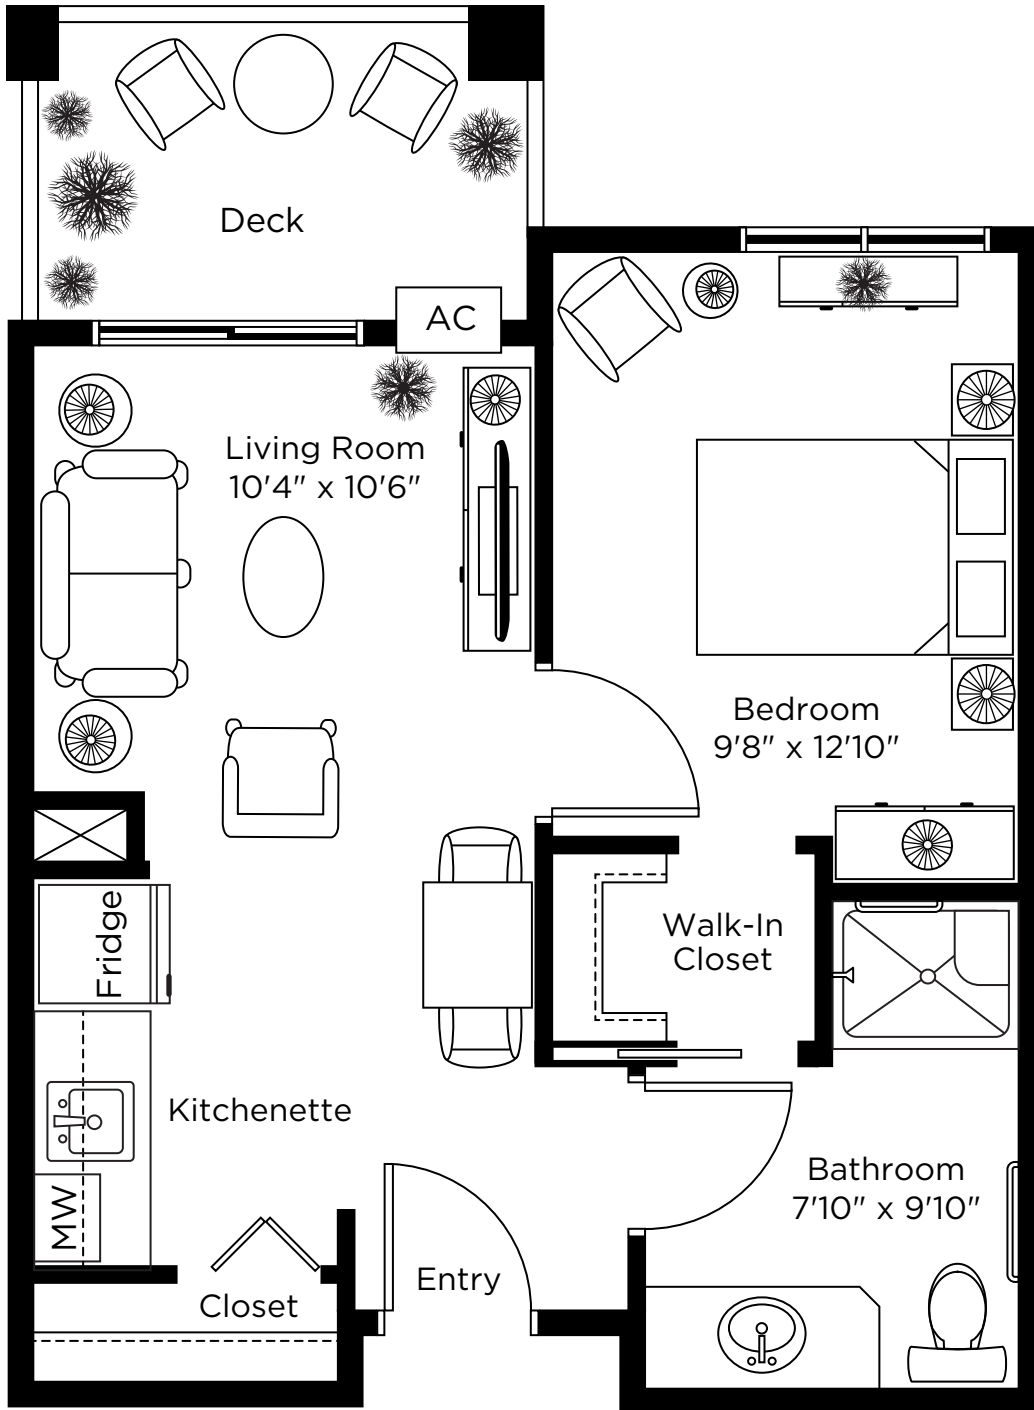 Deck
AC
Living Room
10'4" x 10'6"
Bedroom
9'8" x 12'10"
Fridge
Walk-In
Closet
Kitchenette
MW
Bathroom
7'10" x 9'10"
Entry
Closet